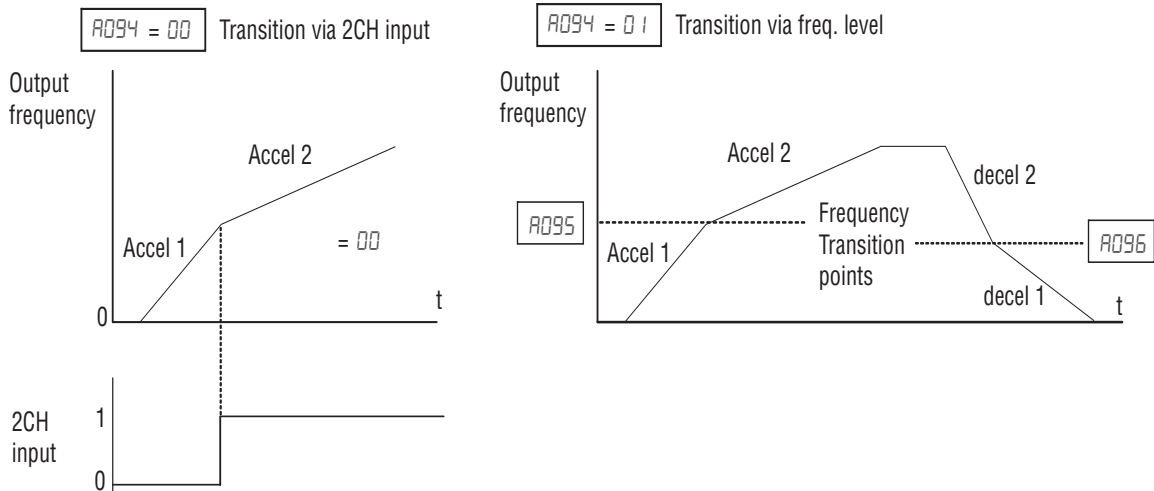 A094 = 00 Transition via 2CH input
Output
frequency
Accel 2
Accel 1
= 00
0
t
2CH
input
1
0
A094 = 01 Transition via freq. level
Output
frequency
Accel 2
decel 2
A095
Frequency
Transition
points
A096
Accel 1
decel 1
t